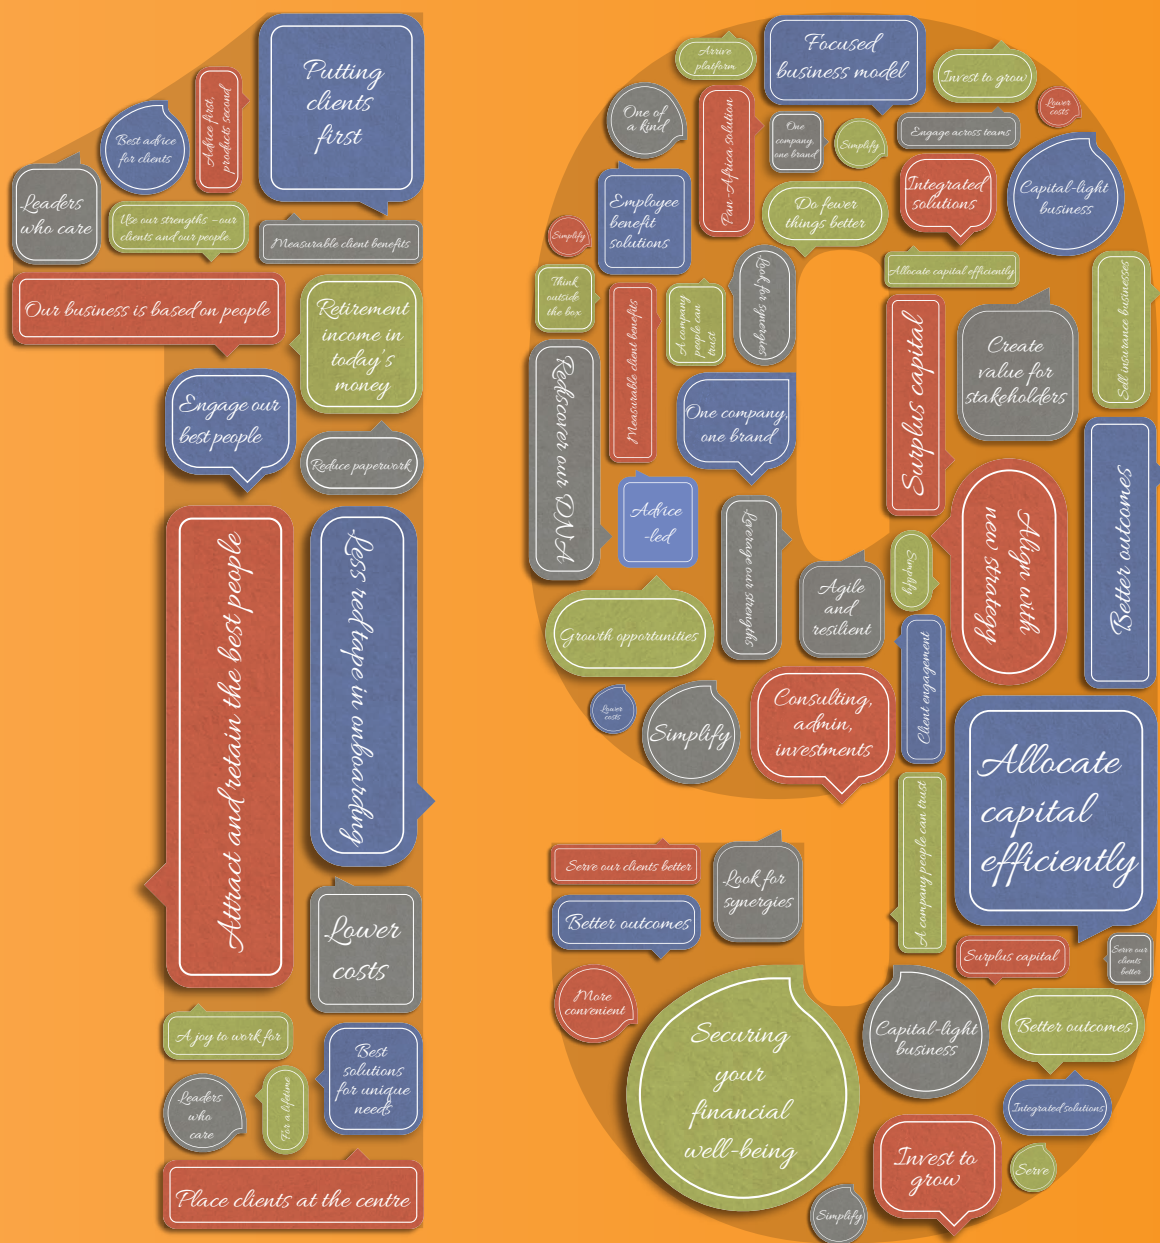 Putting
clients
first
Advice first,
products second
Best advice
for clients
Leaders
who care
Use our strengths – our
clients and our people.
Measurable client benefits
Our business is based on people
Retirement
income in
today's
money
Engage our
best people
Reduce paperwork
Attract and retain the best people
Less red tape in onboarding
Lower
costs
A joy to work for
Best
solutions
for unique
needs
Leaders
who
care
For a lifetime
Place clients at the centre
Arrive
platform
Focused
business model
Invest to grow
Lower
costs
One of
a kind
Pan-Africa solution
One
company,
one brand
Simplify
Engage across teams
Integrated
solutions
Capital-light
business
Employee
benefit
solutions
Do fewer
things better
Simplify
Think
outside
the box
Measurable client benefits
A company
people can
trust
Look for synergies
Allocate capital efficiently
Sell insurance businesses
Surplus capital
Create
value for
stakeholders
Rediscover our DNA
One company,
one brand
Better outcomes
Advice
-led
Leverage our strengths
Align with
new strategy
Simplify
Agile
and
resilient
Growth opportunities
Client engagement
Lower
costs
Simplify
Consulting,
admin,
investments
Allocate
capital
efficiently
A company people can trust
Serve our clients better
Look for
synergies
Better outcomes
Surplus capital
Serve our
clients
better
More
convenient
Securing
your
financial
well-being
Capital-light
business
Better outcomes
Integrated solutions
Invest to
grow
Serve
Simplify